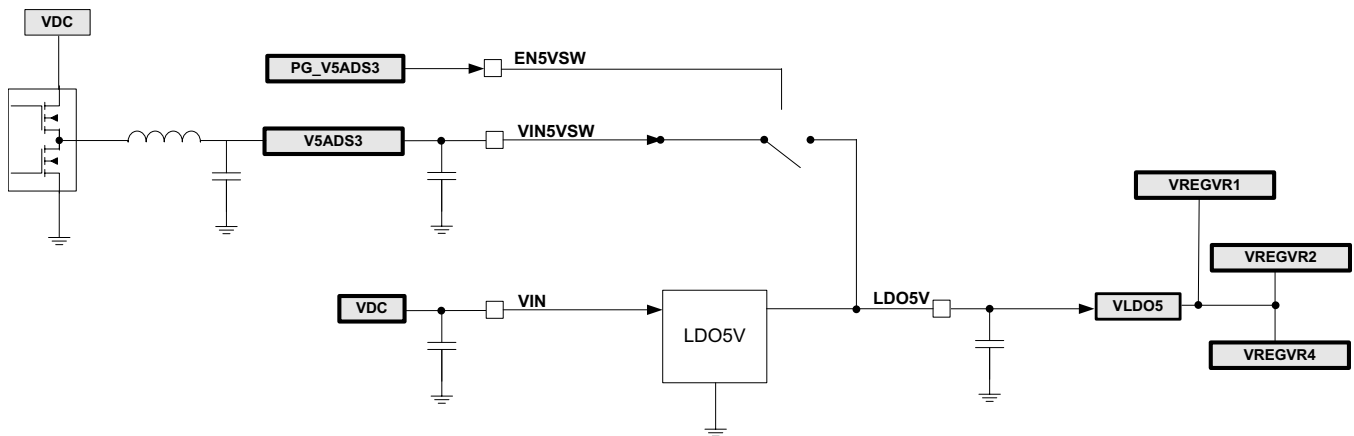 VDC
EN5VSW
PG_V5ADS3
V5ADS3
VIN5VSW
VREGVR1
VREGVR2
VDC
VIN
LDO5V
LDO5V
VLDO5
VREGVR4